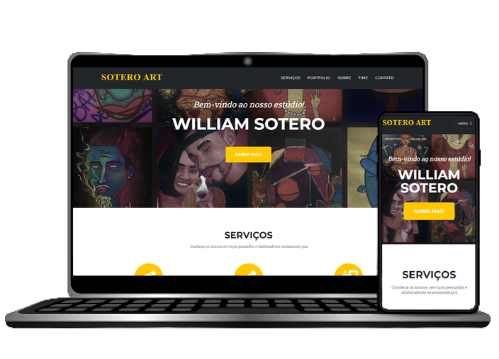 SOTERO ART
SERVIÇOS PORTFOLIO SOBRE TIME CONTATO
Bem-vindo ao nosso estúdio!
WILLIAM SOTERO
SABER MAIS
SERVIÇOS
Conheça os nossos serviços pensados e elaborados exatamente pra
SOTERO ART
MENU
Bem-vindo ao nosso estúdio!
WILLIAM
SOTERO
SABER MAIS
SERVIÇOS
Conheça os nossos serviços pensados e
elaborados exatamente pra